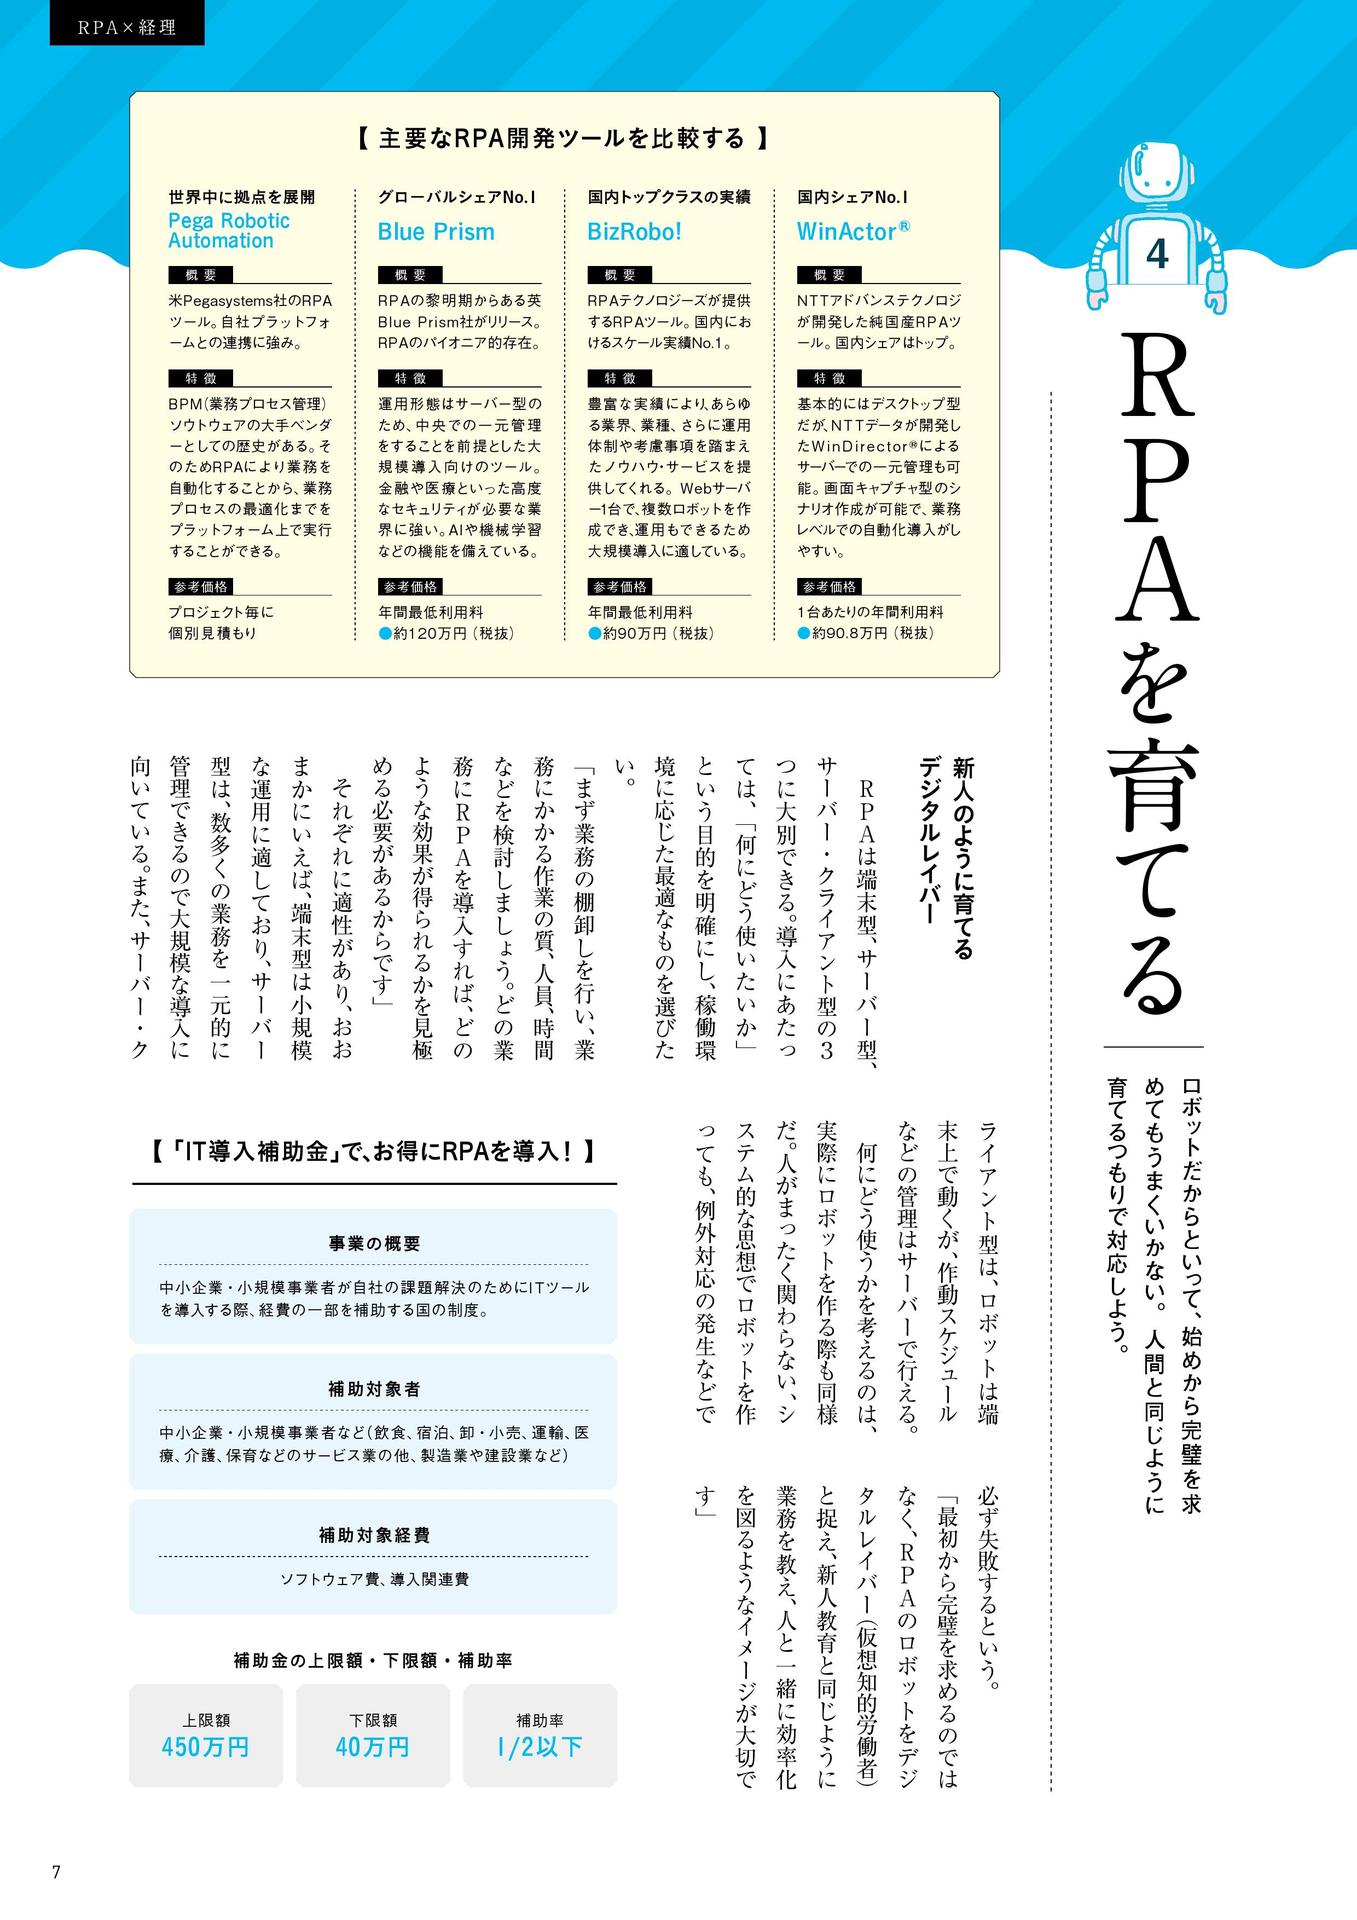 RPA×経理
4
RPAを育てる
ロボットだからといって、始めから完璧を求
めてもうまくいかない。人間と同じように
育てるつもりで対応しよう。
【 主要なRPA開発ツールを比較する 】
世界中に拠点を展開
Pega Robotic
Automation
概要
米Pegasystems社のRPA
ツール。自社プラットフォ
ームとの連携に強み。
特徴
BPM(業務プロセス管理)
ソウトウェアの大手ベンダ
ーとしての歴史がある。そ
のためRPAにより業務を
自動化することから、業務
プロセスの最適化までを
プラットフォーム上で実行
することができる。
参考価格
プロジェクト毎に
個別見積もり
グローバルシェアNo.1
Blue Prism
概要
RPAの黎明期からある英
Blue Prism社がリリース。
RPAのパイオニア的存在。
特徴
運用形態はサーバー型の
ため、中央での一元管理
をすることを前提とした大
規模導入向けのツール。
金融や医療といった高度
なセキュリティが必要な業
界に強い。AIや機械学習
などの機能を備えている。
参考価格
年間最低利用料
●約120万円(税抜)
国内トップクラスの実績
BizRobo!
概要
RPAテクノロジーズが提供
するRPAツール。国内にお
けるスケール実績No.1。
特徴
豊富な実績により、あらゆ
る業界、業種、さらに運用
体制や考慮事項を踏まえ
たノウハウ・サービスを提
供してくれる。Webサーバ
ー1台で、複数ロボットを作
成でき、運用もできるため
大規模導入に適している。
参考価格
年間最低利用料
●約90万円(税抜)
国内シェアNo.1
WinActor®
概要
NTTアドバンステクノロジ
が開発した純国産RPAツ
ール。国内シェアはトップ。
特徴
基本的にはデスクトップ型
だが、NTTデータが開発し
たWinDirector®による
サーバーでの一元管理も可
能。画面キャプチャ型のシ
ナリオ作成が可能で、業務
レベルでの自動化導入がし
やすい。
参考価格
1台あたりの年間利用料
●約90.8万円(税抜)
新人のように育てる
デジタルレイバー
RPAは端末型、サーバー型、
サーバー・クライアント型の3
つに大別できる。導入にあたっ
ては、「何にどう使いたいか」
という目的を明確にし、稼働環
境に応じた最適なものを選びた
い。
「まず業務の棚卸しを行い、業
務にかかる作業の質、人員、時間
などを検討しましょう。どの業
務にRPAを導入すれば、どの
ような効果が得られるかを見極
める必要があるからです」
それぞれに適性があり、おお
まかにいえば、端末型は小規模
な運用に適しており、サーバー
型は、数多くの業務を一元的に
管理できるので大規模な導入に
向いている。また、サーバー・ク
ライアント型は、ロボットは端
末上で動くが、作動スケジュール
などの管理はサーバーで行える。
何にどう使うかを考えるのは、
実際にロボットを作る際も同様
だ。人がまったく関わらない、シ
ステム的な思想でロボットを作
っても、例外対応の発生などで
必ず失敗するという。
「最初から完璧を求めるのでは
なく、RPAのロボットをデジ
タルレイバー(仮想知的労働者)
と捉え、新人教育と同じように
業務を教え、人と一緒に効率化
を図るようなイメージが大切で
す」
【「IT導入補助金」で、お得にRPAを導入! 】
事業の概要
中小企業・小規模事業者が自社の課題解決のためにITツール
を導入する際、経費の一部を補助する国の制度。
補助対象者
中小企業・小規模事業者など(飲食、宿泊、卸・小売、運輸、医
療、介護、保育などのサービス業の他、製造業や建設業など)
補助対象経費
ソフトウェア費、導入関連費
補助金の上限額・下限額・補助率
上限額
450万円
下限額
40万円
補助率
1/2以下
7